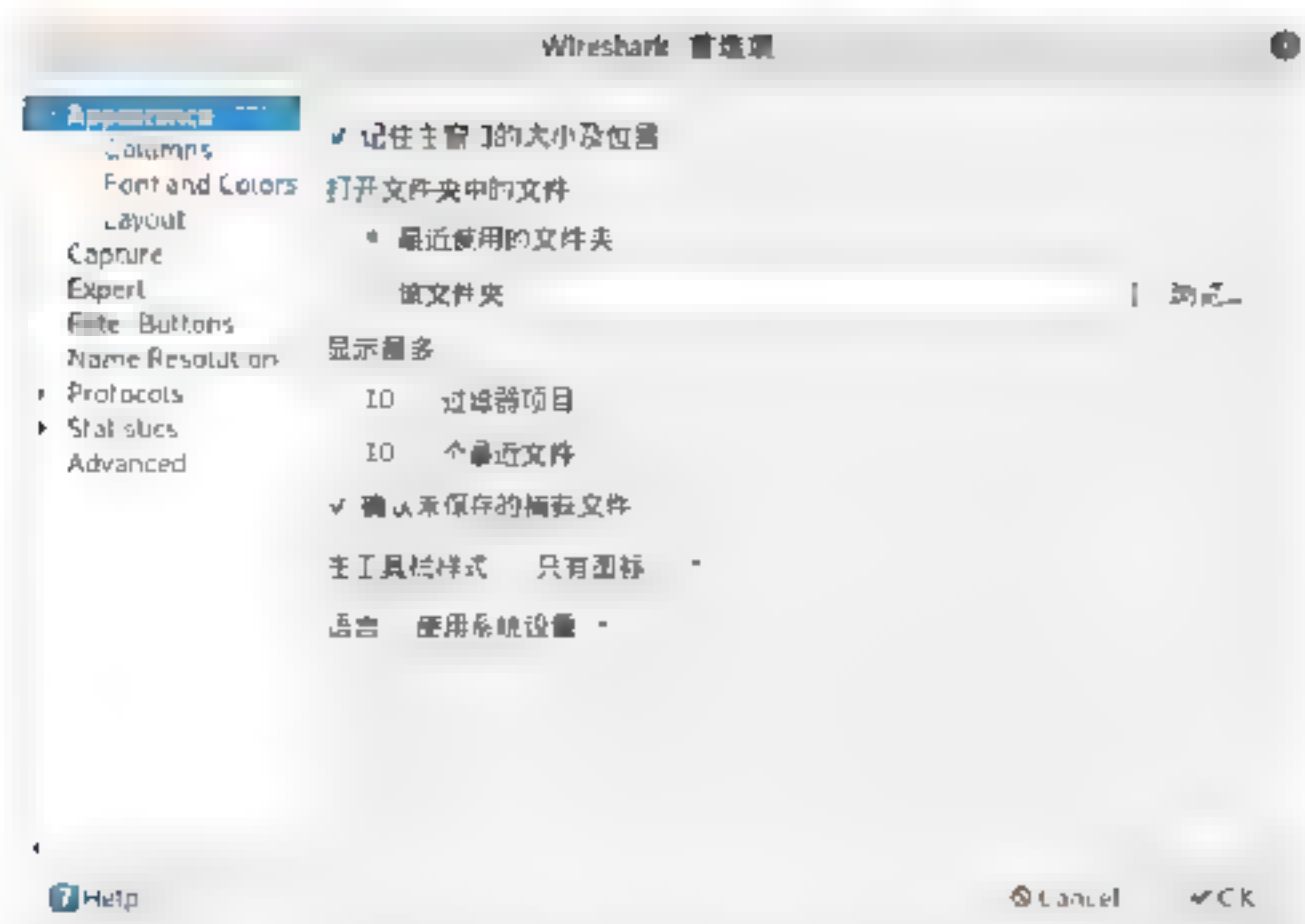 Wireshark 首选项
Appearance
Columns
Font and Colors
Layout
Capture
Expert
Filter Buttons
Name Resolution
Protocols
Statistics
Advanced
记住主窗口的大小及位置
打开文件夹中的文件
最近使用的文件夹
该文件夹
浏览…
显示最多
10 过滤器项目
10 个最近文件
确认未保存的捕获文件
主工具栏样式 只有图标
语言 使用系统设置
Help
Cancel
OK